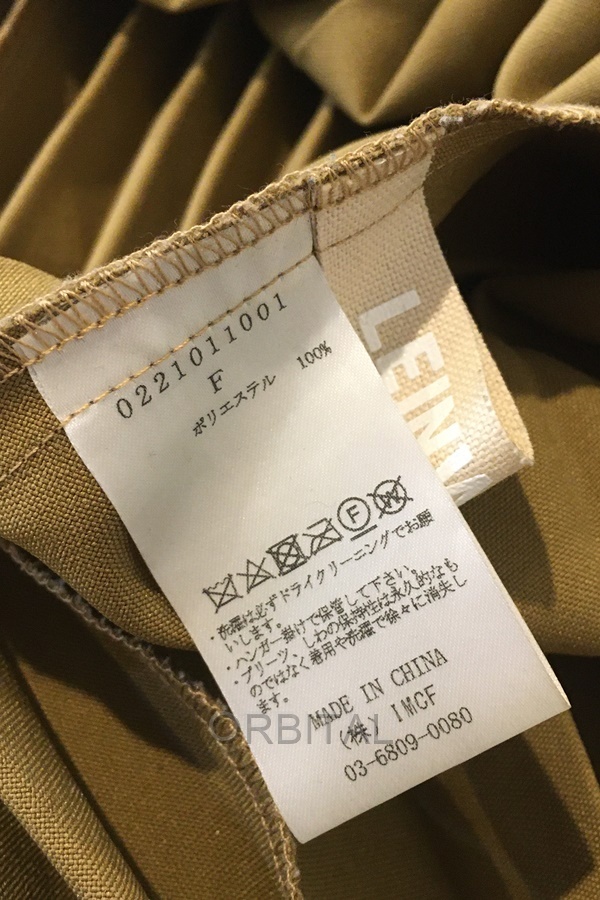 0221011001
F
ポリエステル 100%
LEIN
F
W
・洗濯は必ずドライクリーニングでお願
いします。
・ハンガー掛けで保管して下さい。
・プリーツ、しわの保持性は永久的なも
のではなく着用や洗濯で徐々に消失し
ます。
MADE IN CHINA
(株) IMCF
03-6809-0080
ORBITAL